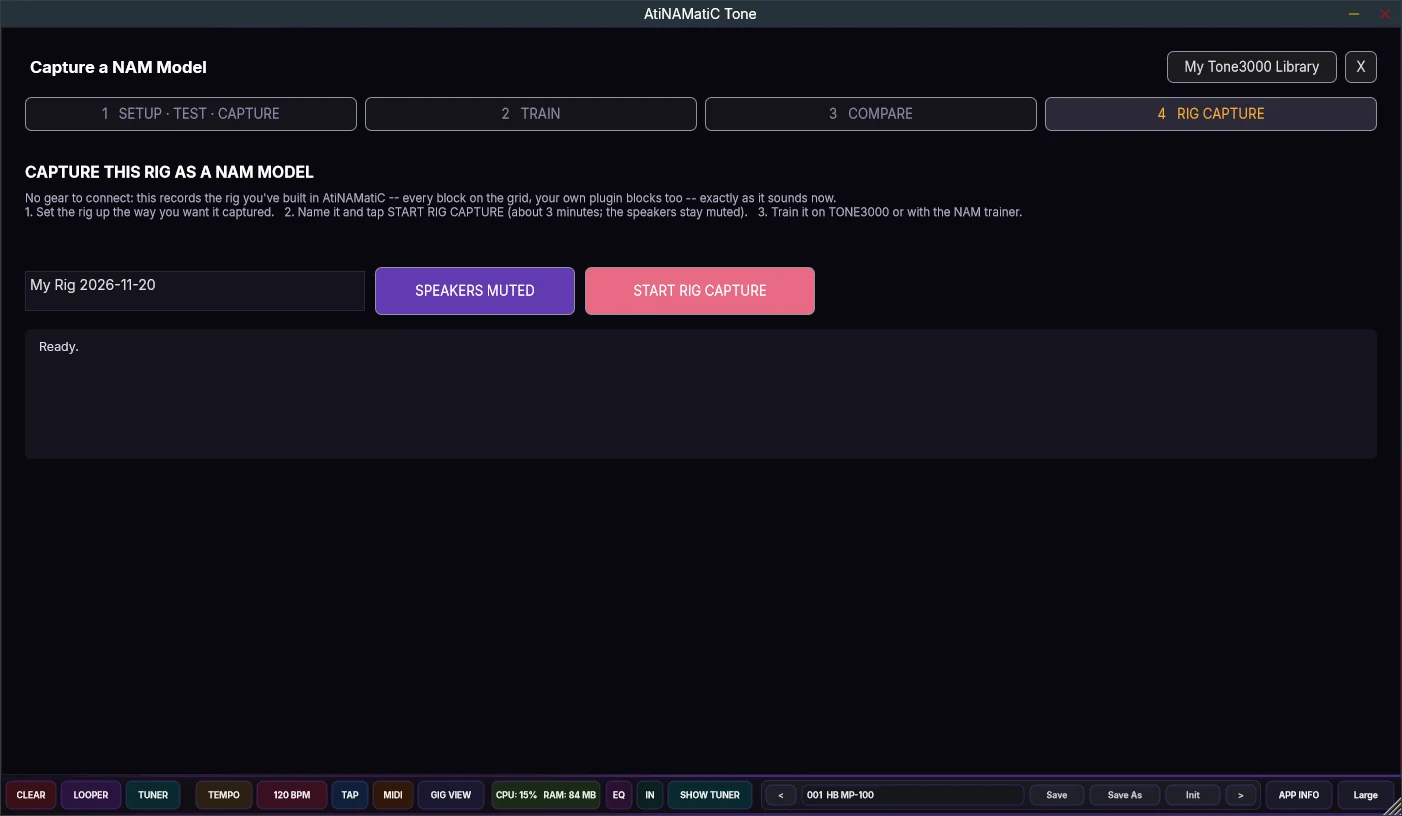 AtiNAMatiC Tone
Capture a NAM Model
My Tone3000 Library
X
1 SETUP · TEST · CAPTURE
2 TRAIN
3 COMPARE
4 RIG CAPTURE
CAPTURE THIS RIG AS A NAM MODEL
No gear to connect: this records the rig you've built in AtiNAMatiC -- every block on the grid, your own plugin blocks too -- exactly as it sounds now.
1. Set the rig up the way you want it captured. 2. Name it and tap START RIG CAPTURE (about 3 minutes; the speakers stay muted). 3. Train it on TONE3000 or with the NAM trainer.
My Rig 2026-11-20
SPEAKERS MUTED
START RIG CAPTURE
Ready.
CLEAR
LOOPER
TUNER
TEMPO
120 BPM
TAP
MIDI
GIG VIEW
CPU: 15% RAM: 84 MB
EQ
IN
SHOW TUNER
<
001 HB MP-100
Save
Save As
Init
>
APP INFO
Large